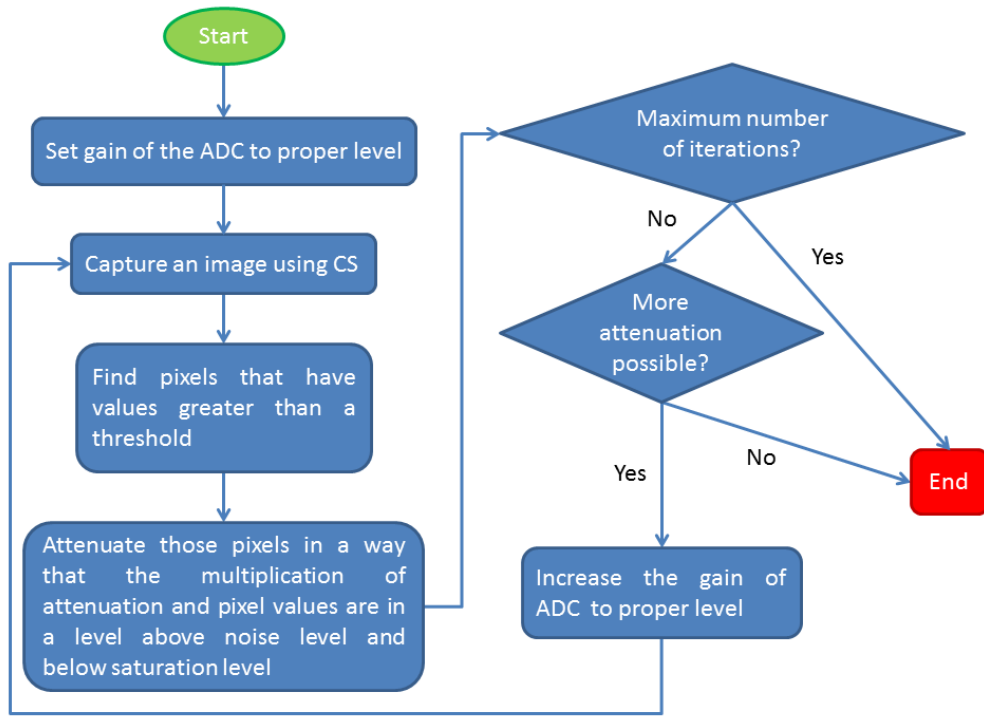 Start
Set gain of the ADC to proper level
Capture an image using CS
Find pixels that have
values greater than a
threshold
Attenuate those pixels in a way
that the multiplication of
attenuation and pixel values are in
a level above noise level and
below saturation level
Maximum number
of iterations?
No
Yes
More
attenuation
possible?
Yes
No
End
Increase the gain of
ADC to proper level